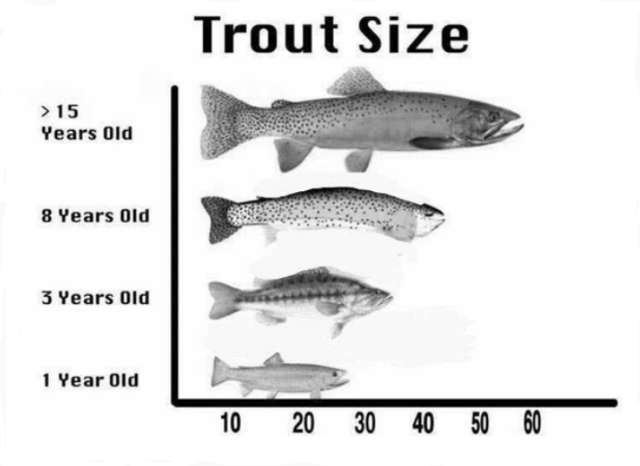 Trout Size
> 15
Years Old
8 Years Old
3 Years Old
1 Year Old
10 20 30 40 50 60